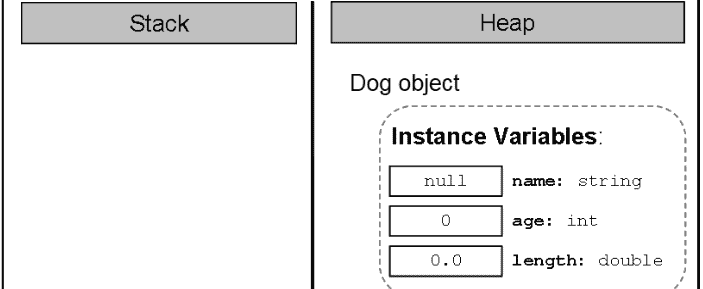 Stack
Heap
Dog object
Instance Variables:
null name: string
0 age: int
0.0 length: double